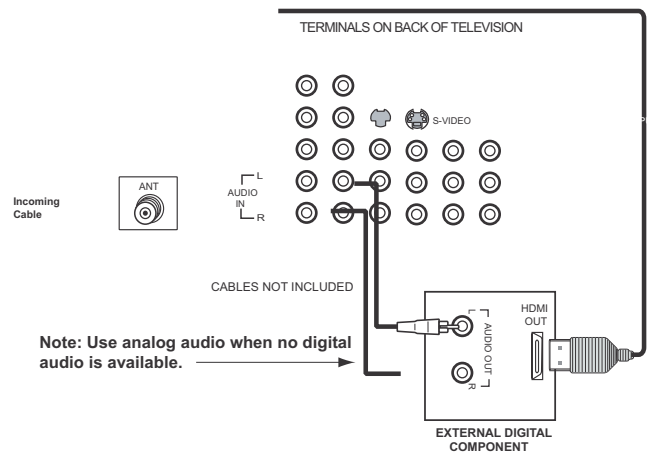 TERMINALS ON BACK OF TELEVISION
S-VIDEO
L
ANT
AUDIO
IN
R
Incoming
Cable
CABLES NOT INCLUDED
HDMI
OUT
L
AUDIO OUT
R
Note: Use analog audio when no digital
audio is available.
EXTERNAL DIGITAL
COMPONENT